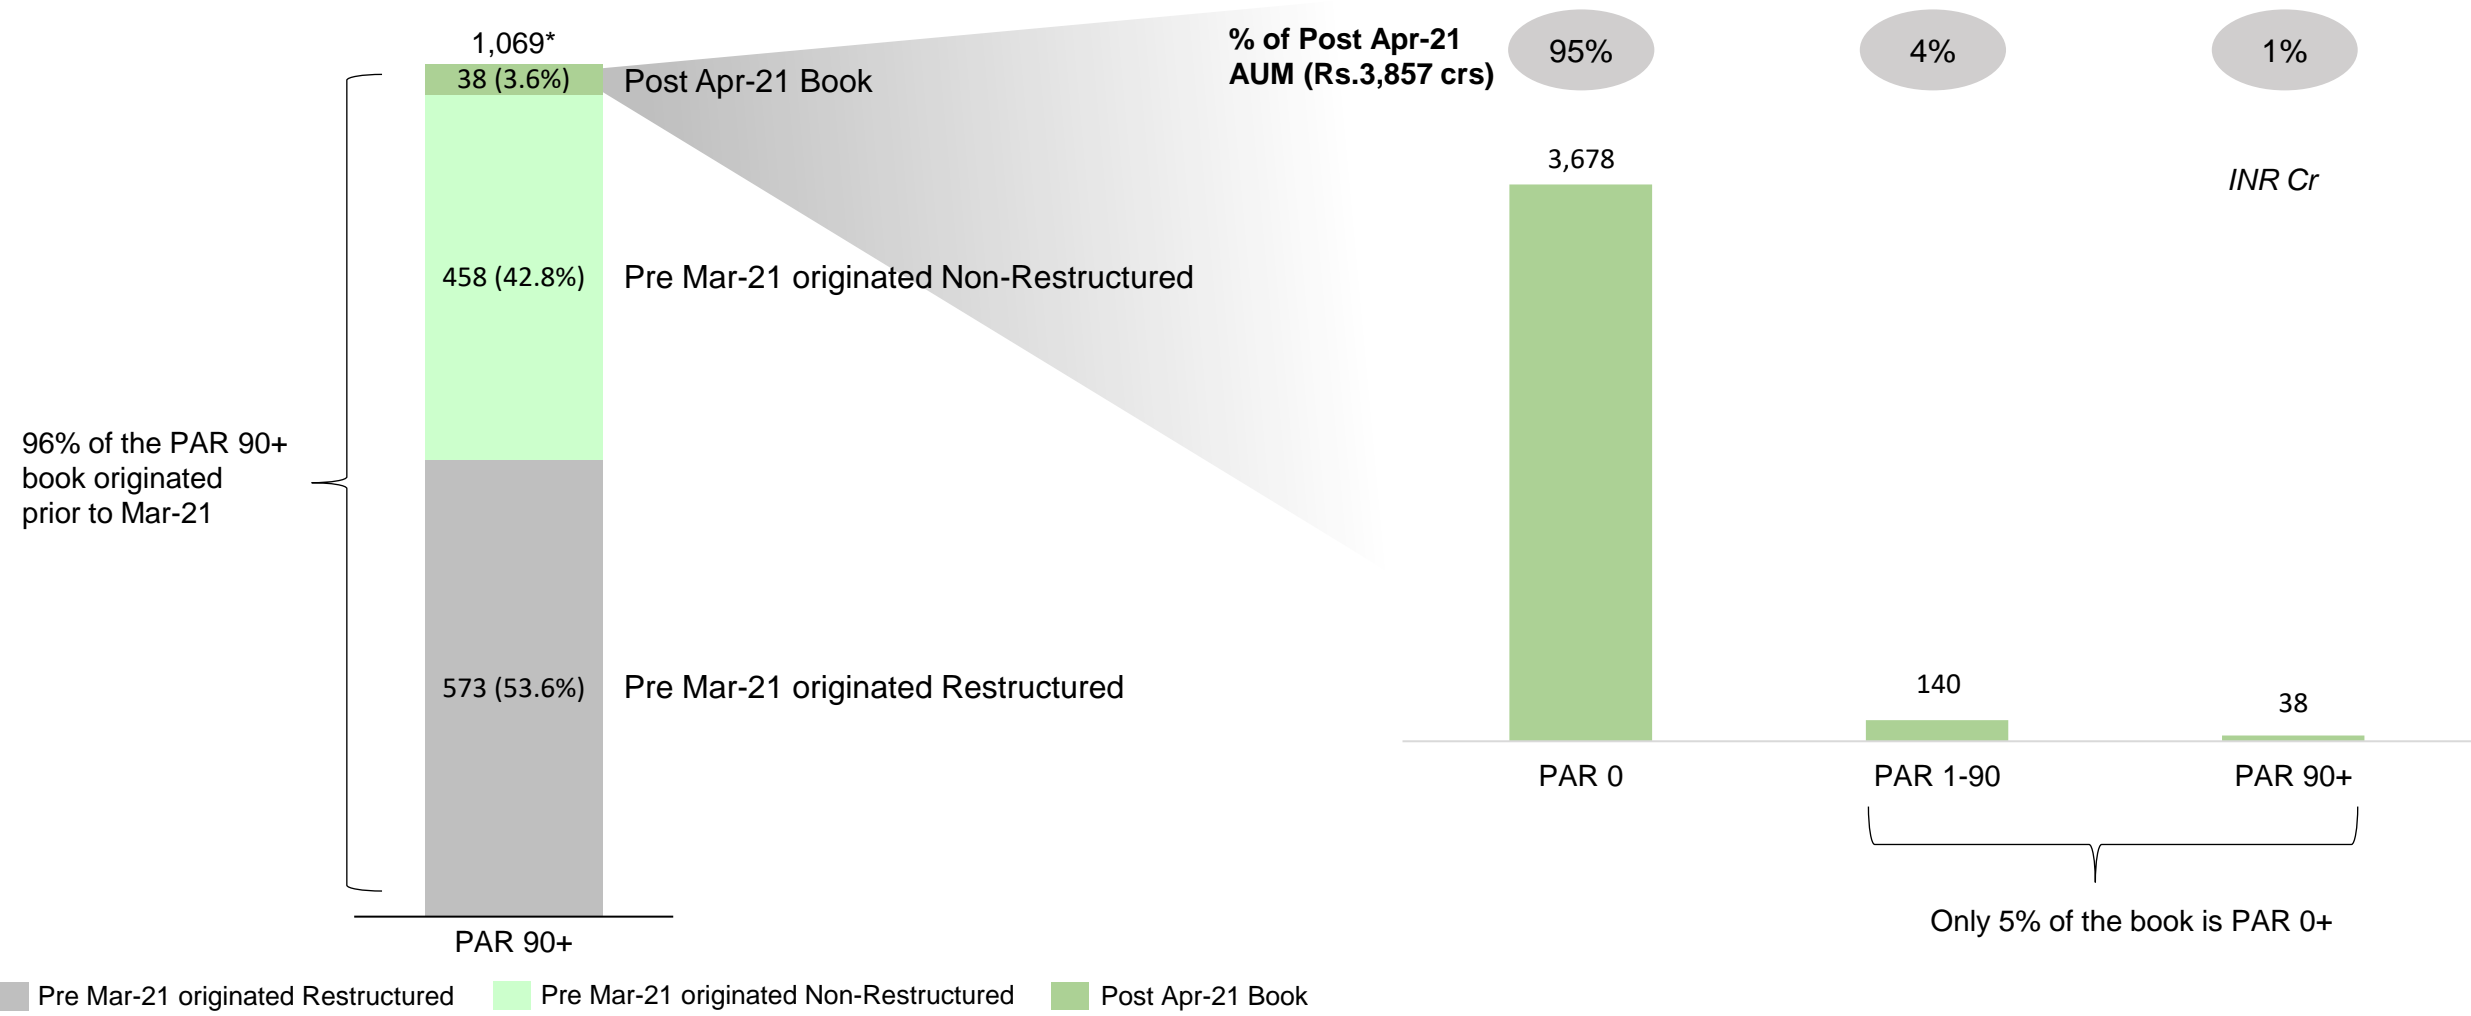 1,069*
38 (3.6%)
Post Apr-21 Book
458 (42.8%)
Pre Mar-21 originated Non-Restructured
96% of the PAR 90+
book originated
prior to Mar-21
573 (53.6%)
Pre Mar-21 originated Restructured
PAR 90+
% of Post Apr-21
AUM (Rs.3,857 crs)
95%
4%
1%
INR Cr
3,678
140
38
PAR 0
PAR 1-90
PAR 90+
Only 5% of the book is PAR 0+
Pre Mar-21 originated Restructured
Pre Mar-21 originated Non-Restructured
Post Apr-21 Book